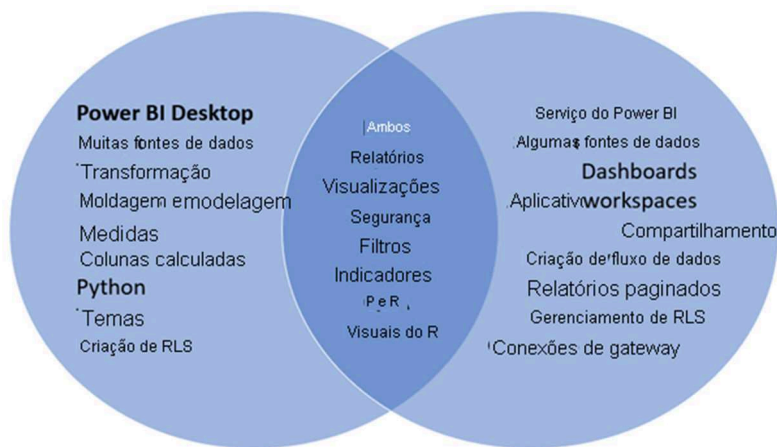 Power BI Desktop
Muitas fontes de dados
Transformação
Moldagem emodelagem
Medidas
Colunas calculadas
Python
Temas
Criação de RLS
Ambos
Relatórios
Visualizações
Segurança
Filtros
Indicadores
P e R
Visuais do R
Serviço do Power BI
Algumas fontes de dados
Dashboards
Aplicativoworkspaces
Compartilhamento
Criação de fluxo de dados
Relatórios paginados
Gerenciamento de RLS
Conexões de gateway